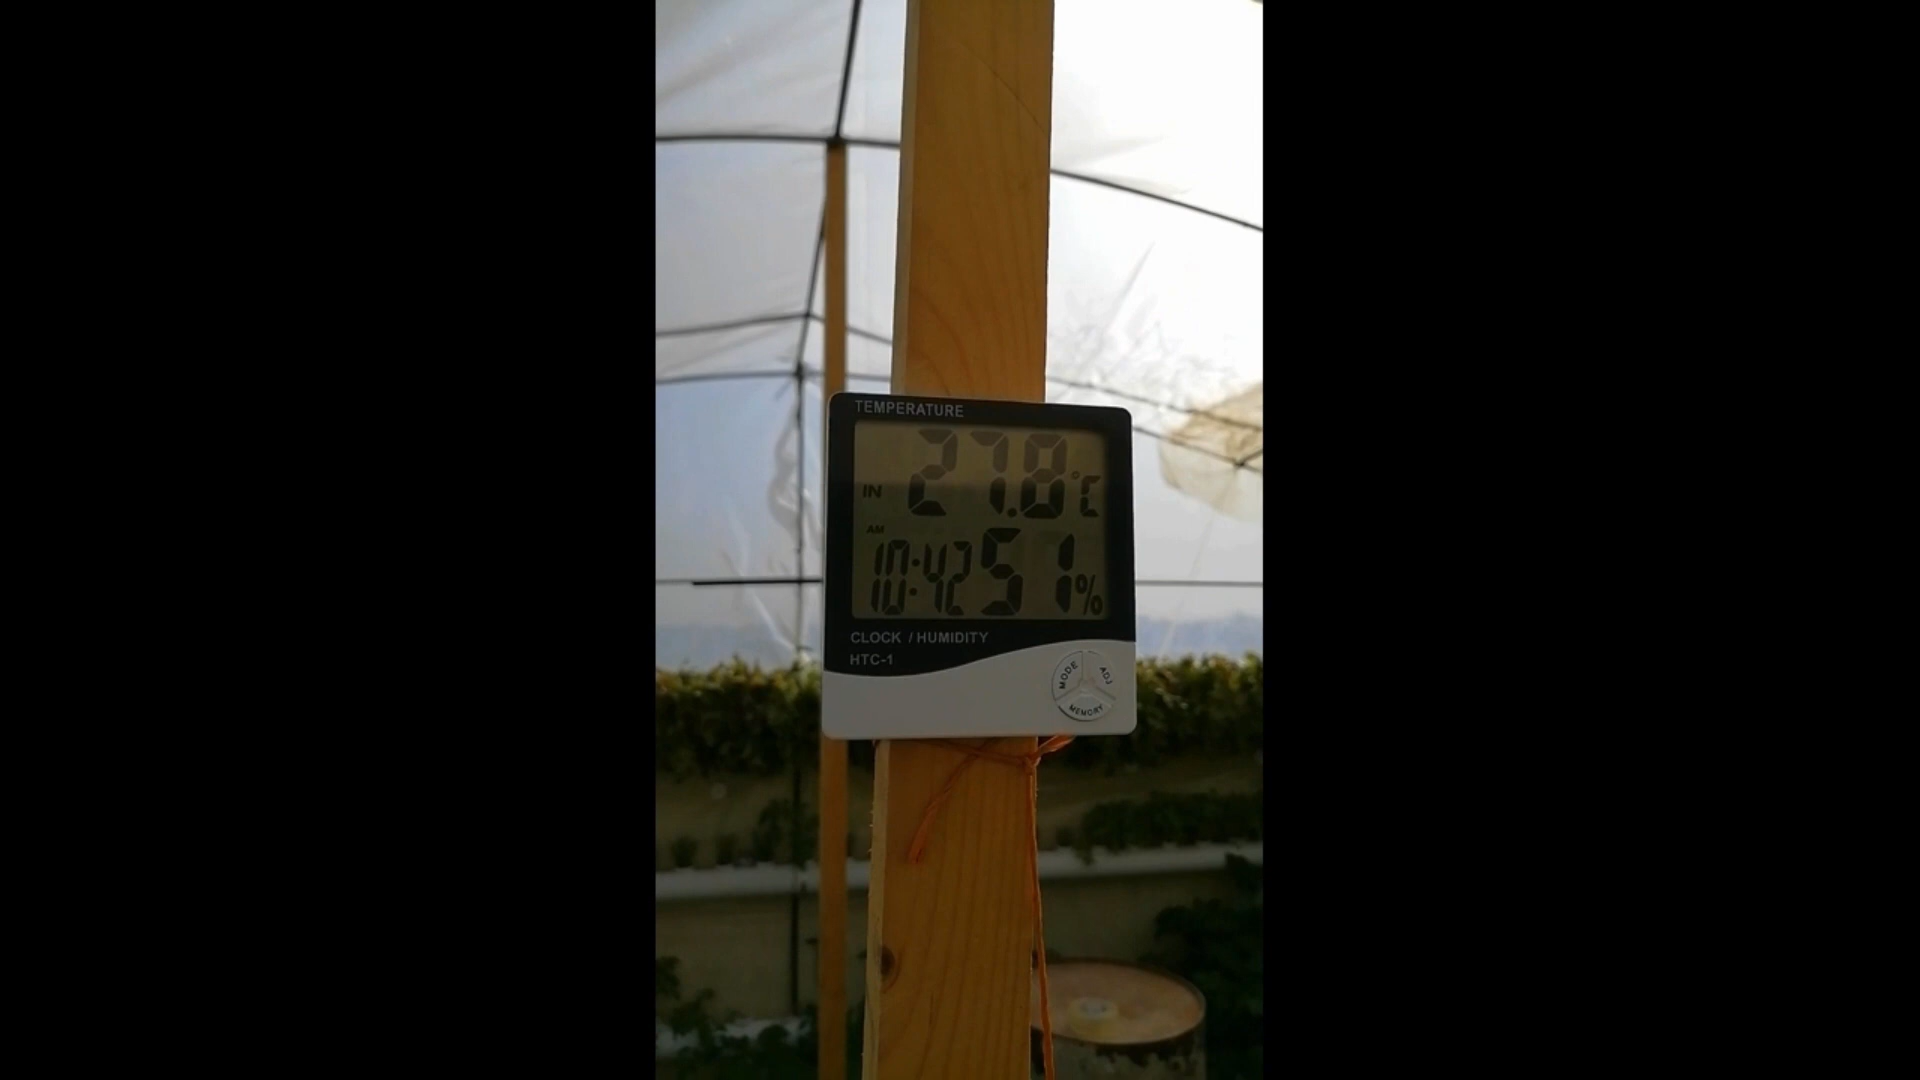 TEMPERATURE
27.8 °C
IN
AM
10:42 51%
CLOCK / HUMIDITY
HTC-1
MODE
ADJ
MEMORY